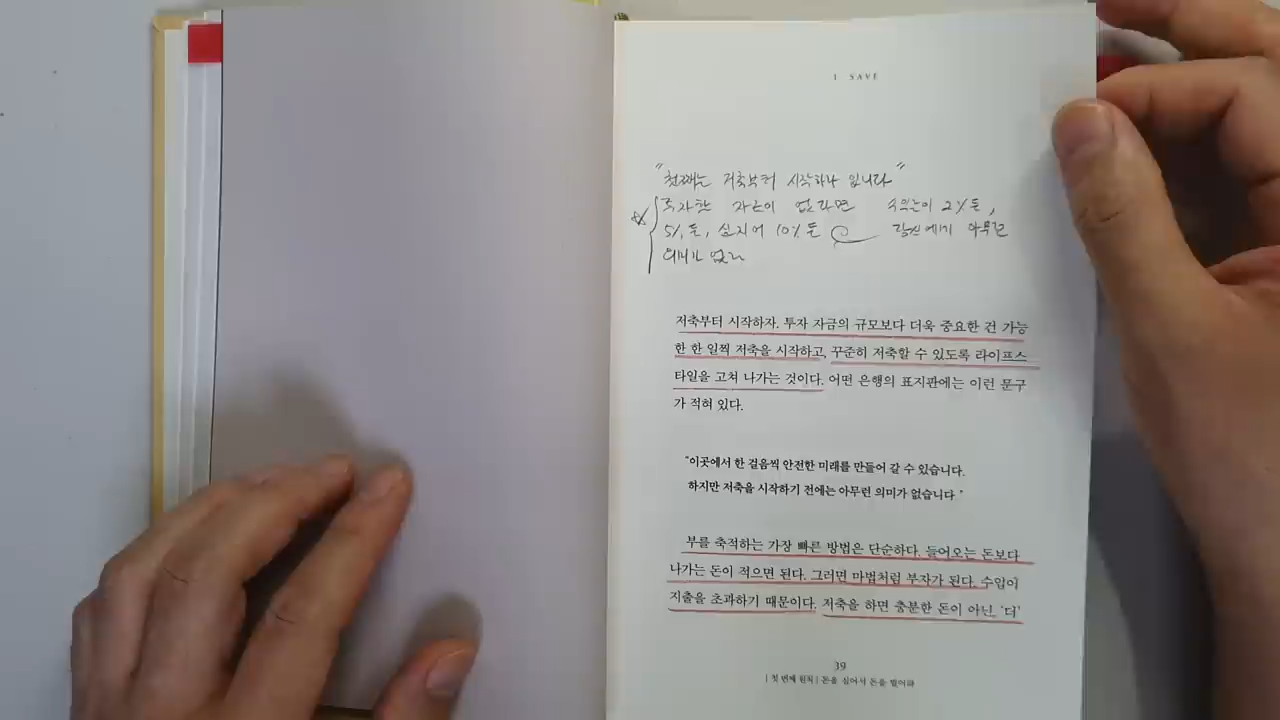 1 SAVE
"첫째는 저축부터 시작하라 입니다"
투자할 자금이 없다면 수익률이 2%든,
5%든, 심지어 10%든 당신에게 아무런
의미가 없다
저축부터 시작하자. 투자 자금의 규모보다 더욱 중요한 건 가능
한 한 일찍 저축을 시작하고, 꾸준히 저축할 수 있도록 라이프스
타일을 고쳐 나가는 것이다. 어떤 은행의 표지판에는 이런 문구
가 적혀 있다.
"이곳에서 한 걸음씩 안전한 미래를 만들어 갈 수 있습니다.
하지만 저축을 시작하기 전에는 아무런 의미가 없습니다."
부를 축적하는 가장 빠른 방법은 단순하다. 들어오는 돈보다
나가는 돈이 적으면 된다. 그러면 마법처럼 부자가 된다. 수입이
지출을 초과하기 때문이다. 저축을 하면 충분한 돈이 아닌, '더'
39
| 첫 번째 원칙 | 돈을 심어서 돈을 벌어라